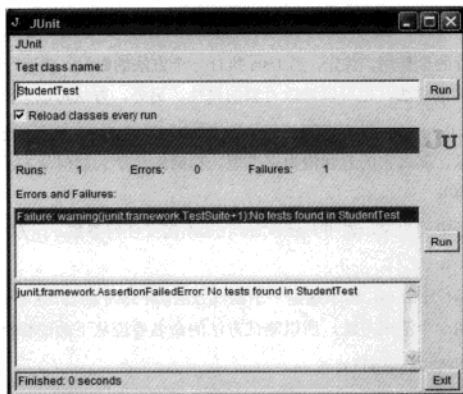 JUnit
JUnit
Test class name:
StudentTest
Run
Reload classes every run
JU
Runs: 1 Errors: 0 Failures: 1
Errors and Failures:
Failure: warning(junit.framework.TestSuite+1):No tests found in StudentTest
Run
junit.framework.AssertionFailedError: No tests found in StudentTest
Finished: 0 seconds
Exit